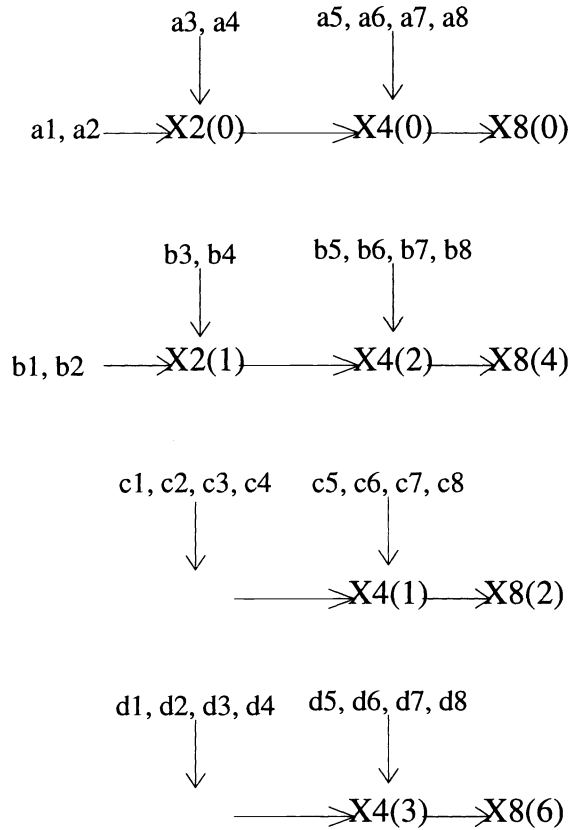 a3, a4 a5, a6, a7, a8
a1, a2 X2(0) X4(0) X8(0)
b3, b4 b5, b6, b7, b8
b1, b2 X2(1) X4(2) X8(4)
c1, c2, c3, c4 c5, c6, c7, c8
X4(1) X8(2)
d1, d2, d3, d4 d5, d6, d7, d8
X4(3) X8(6)